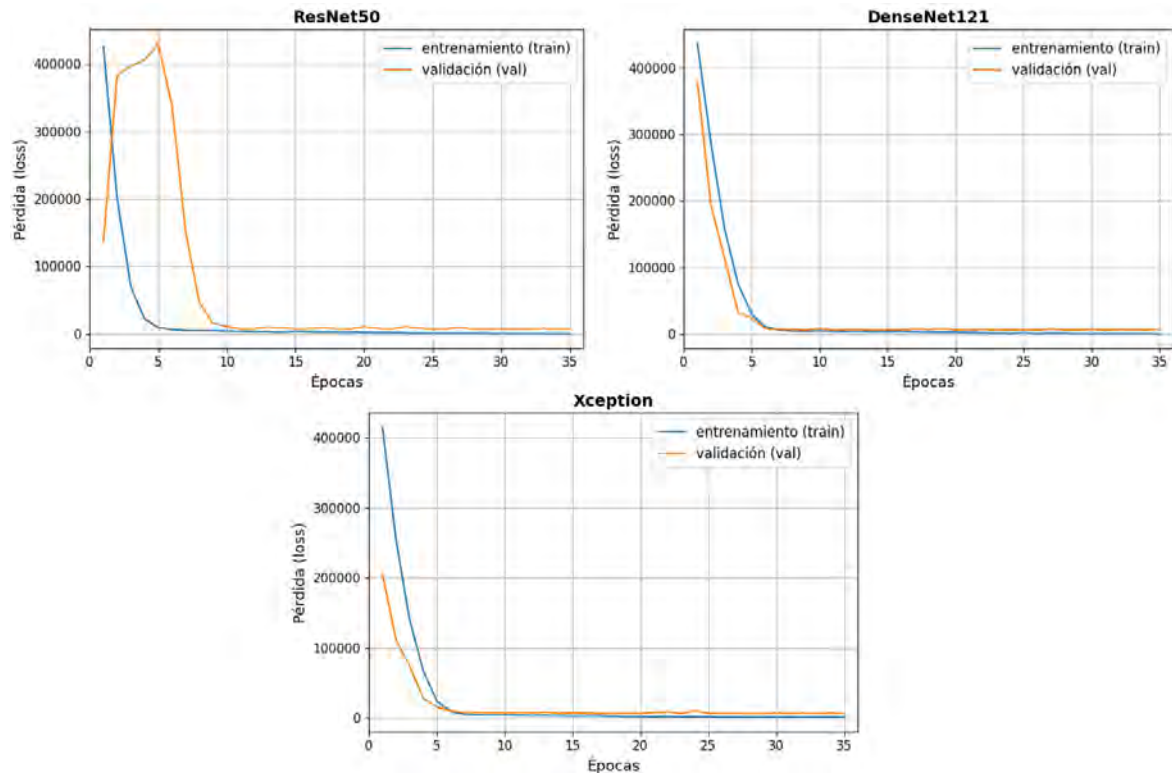 ResNet50
entrenamiento (train)
validación (val)
400000
300000
200000
100000
0
Pérdida (loss)
0 5 10 15 20 25 30 35
Épocas
DenseNet121
entrenamiento (train)
validación (val)
400000
300000
200000
100000
0
Pérdida (loss)
0 5 10 15 20 25 30 35
Épocas
Xception
entrenamiento (train)
validación (val)
400000
300000
200000
100000
0
Pérdida (loss)
0 5 10 15 20 25 30 35
Épocas